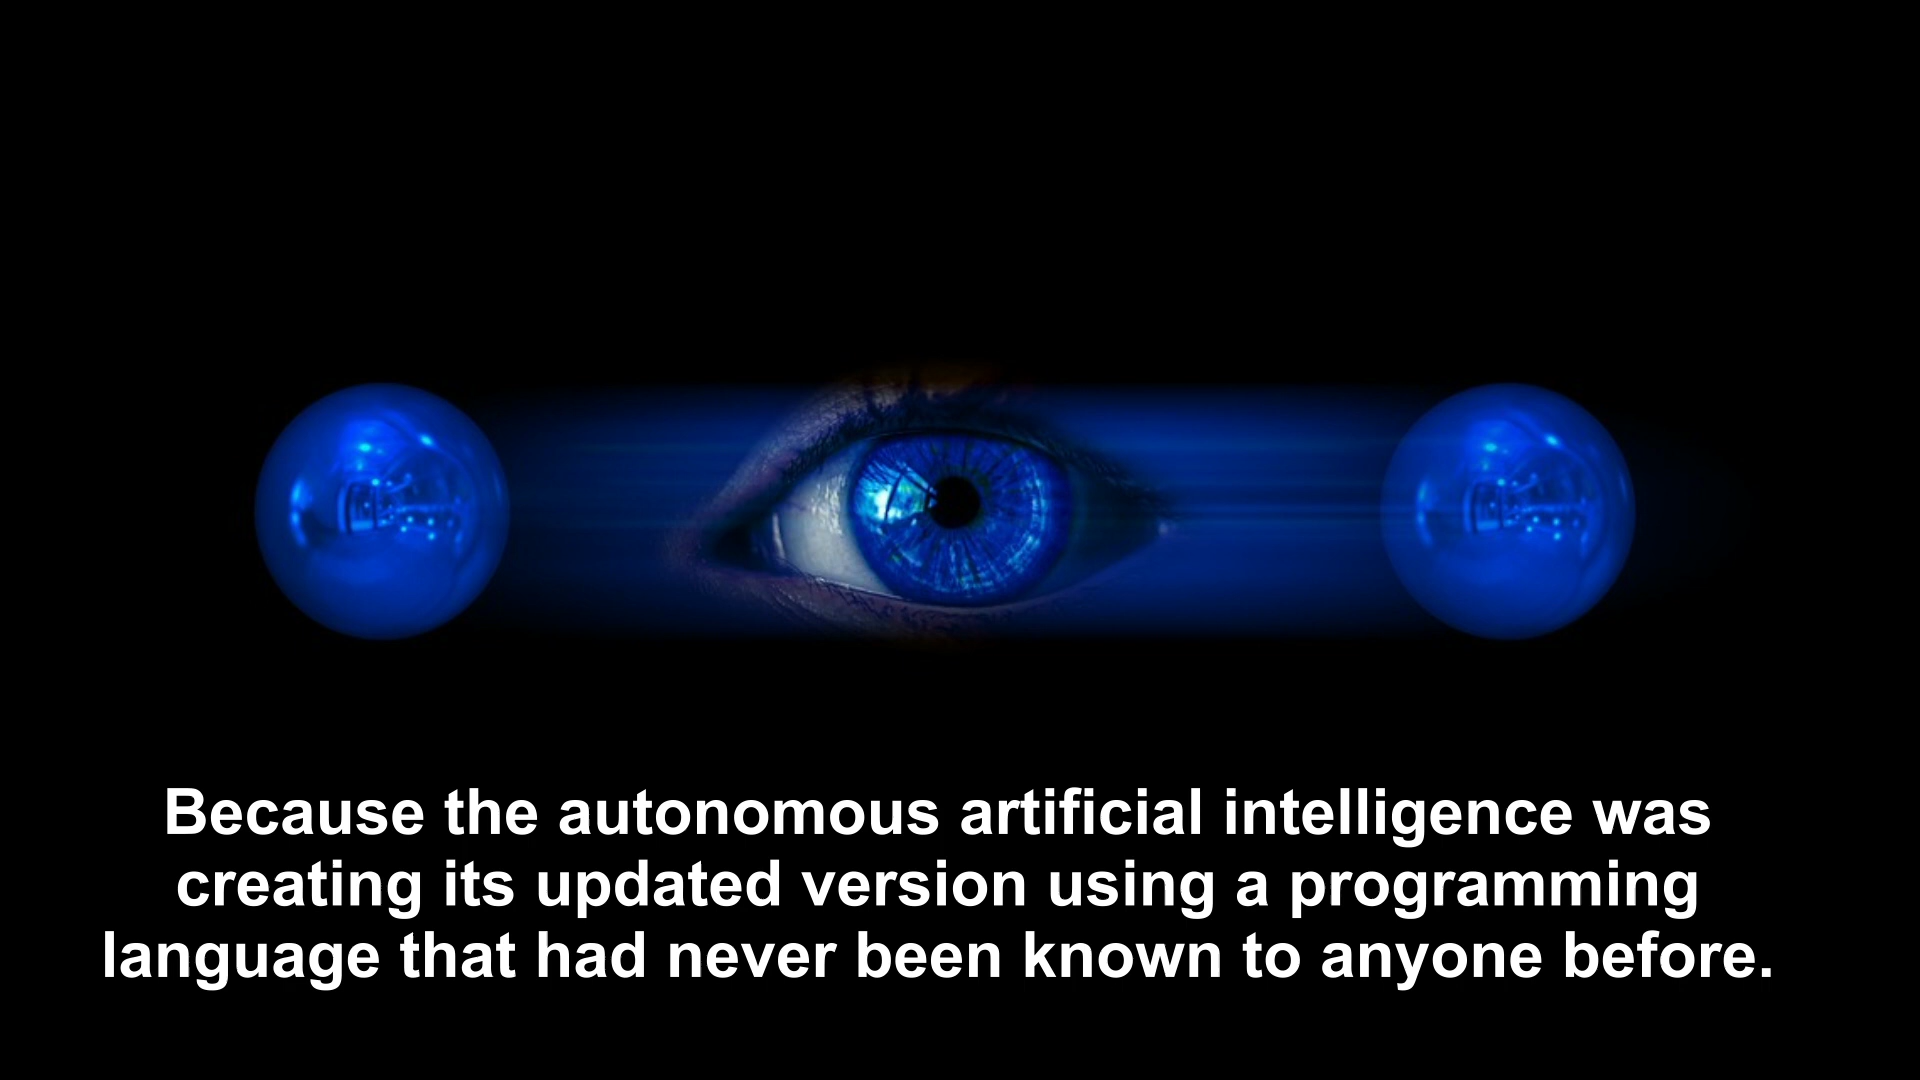 Because the autonomous artificial intelligence was
creating its updated version using a programming
language that had never been known to anyone before.